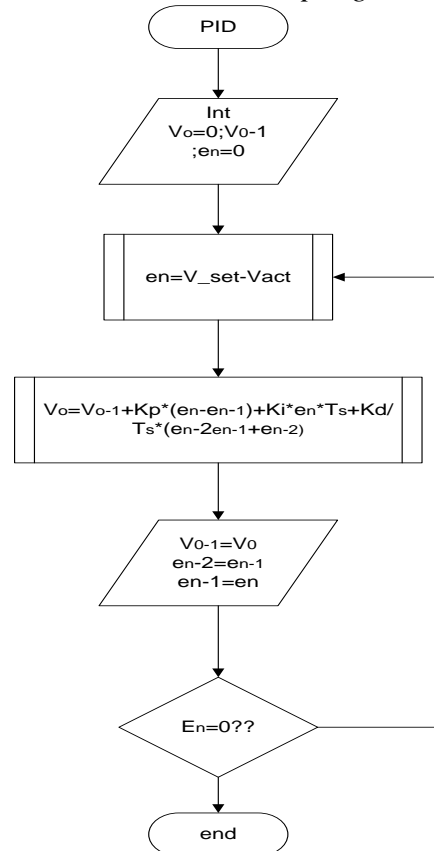 PID
Int
Vo=0;V0-1
;en=0
en=V_set-Vact
Vo=Vo-1+Kp*(en-en-1)+Ki*en*Ts+Kd/
Ts*(en-2en-1+en-2)
V0-1=V0
en-2=en-1
en-1=en
En=0??
end